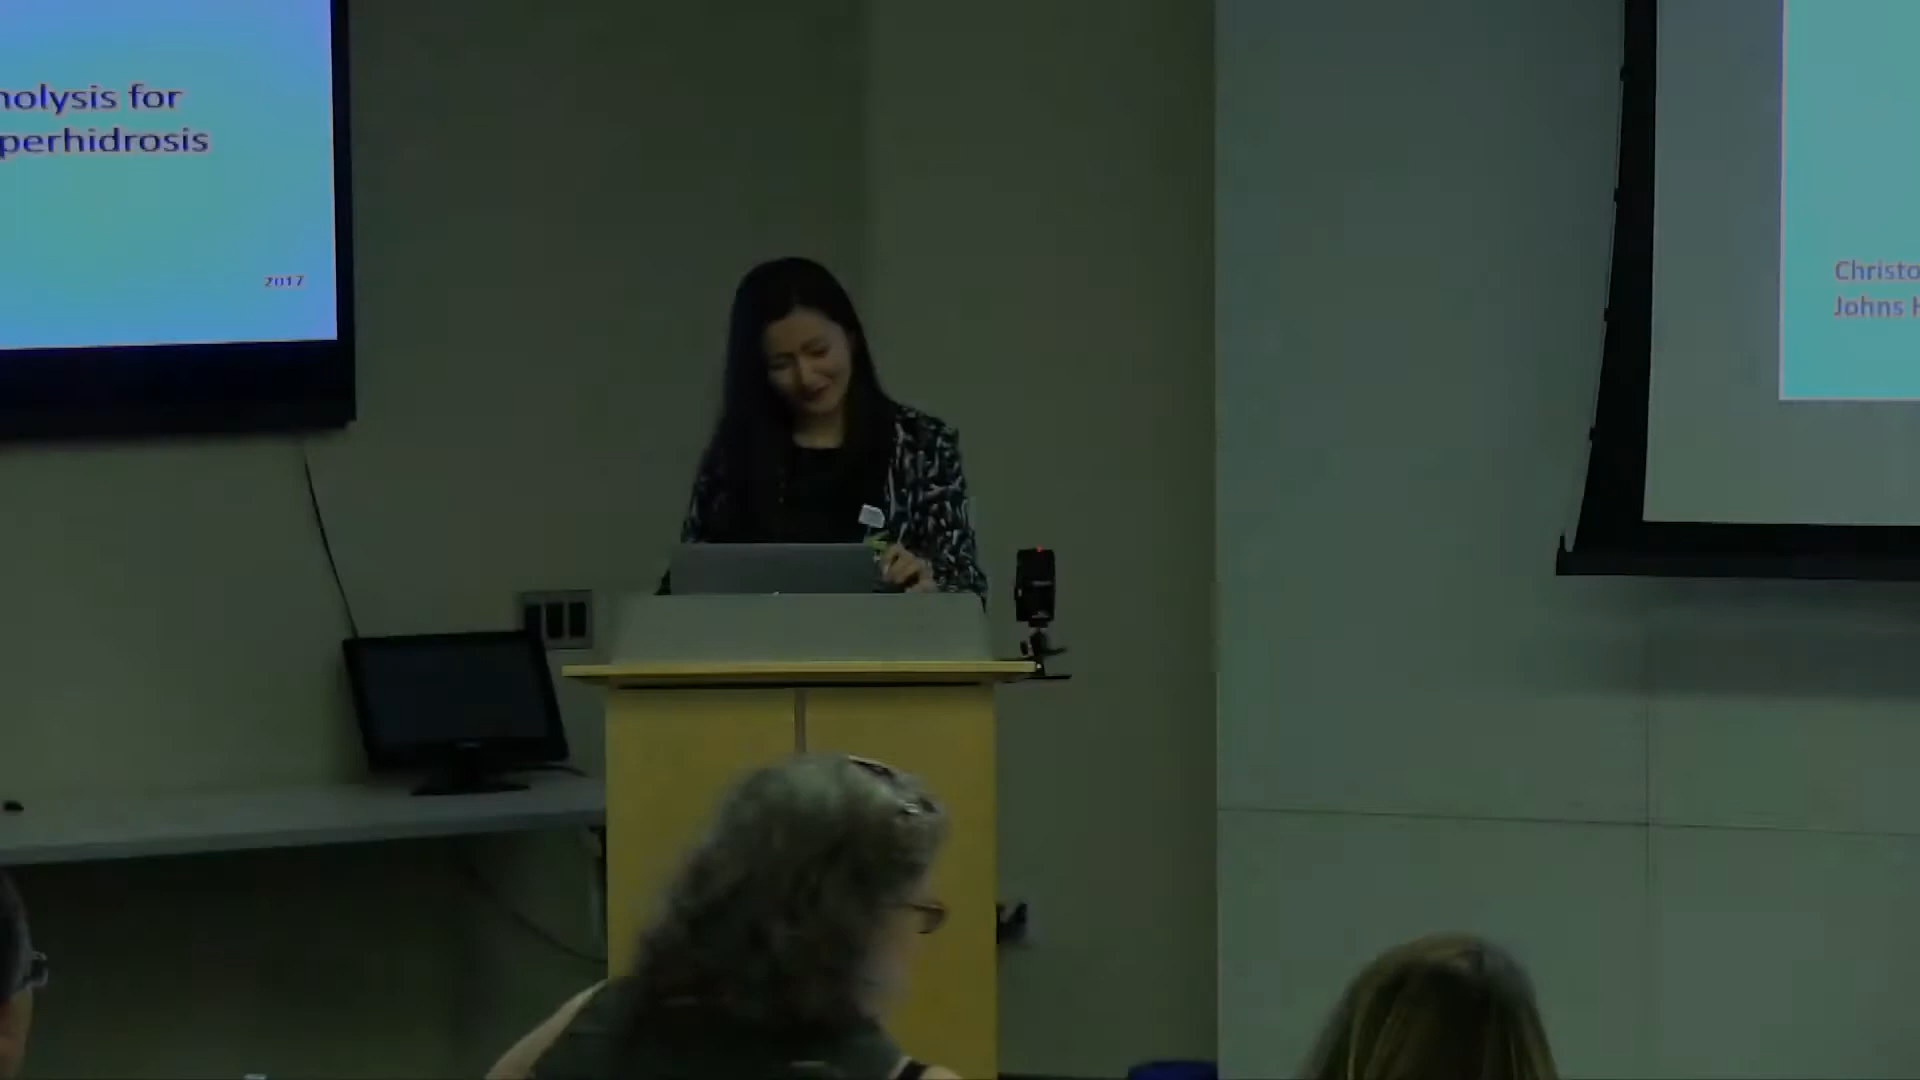 nolysis for
perhidrosis
2017
Christo
Johns H